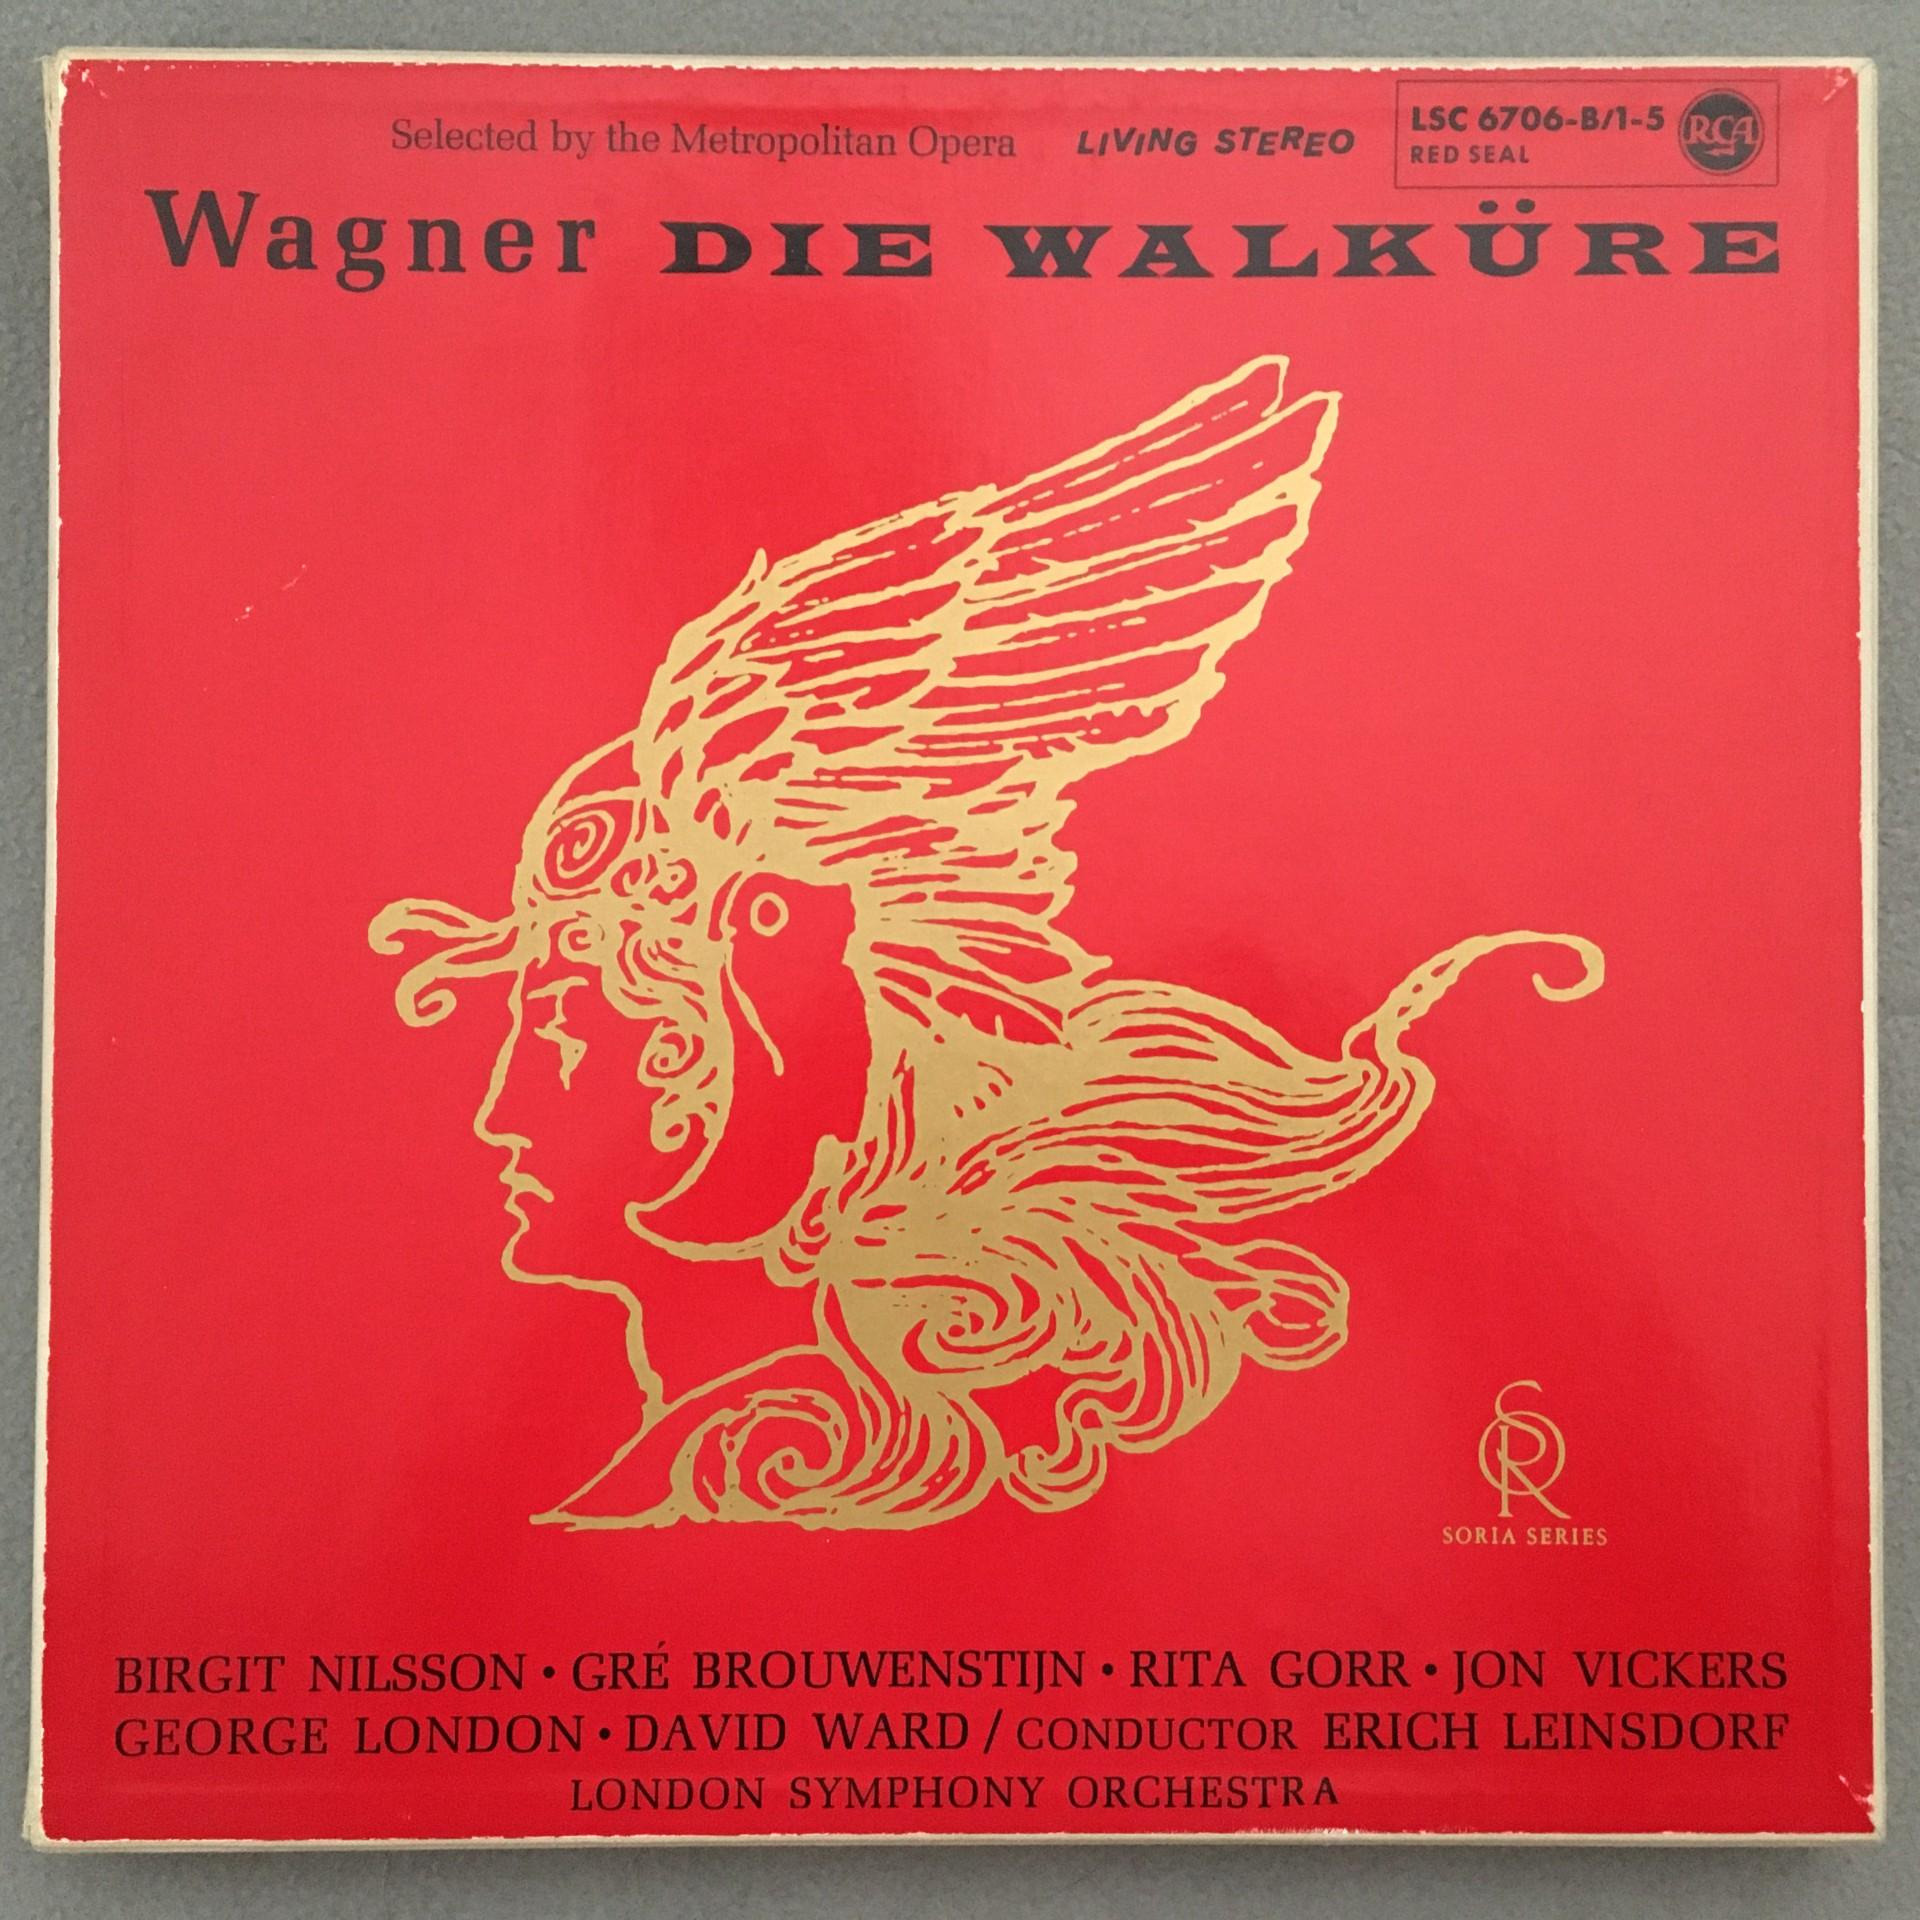 Selected by the Metropolitan Opera LIVING STEREO LSC 6706-B/1-5 RCA
RED SEAL
Wagner DIE WALKÜRE
SRO
SORIA SERIES
BIRGIT NILSSON • GRÉ BROUWENSTIJN • RITA GORR • JON VICKERS
GEORGE LONDON • DAVID WARD / CONDUCTOR ERICH LEINSDORF
LONDON SYMPHONY ORCHESTRA